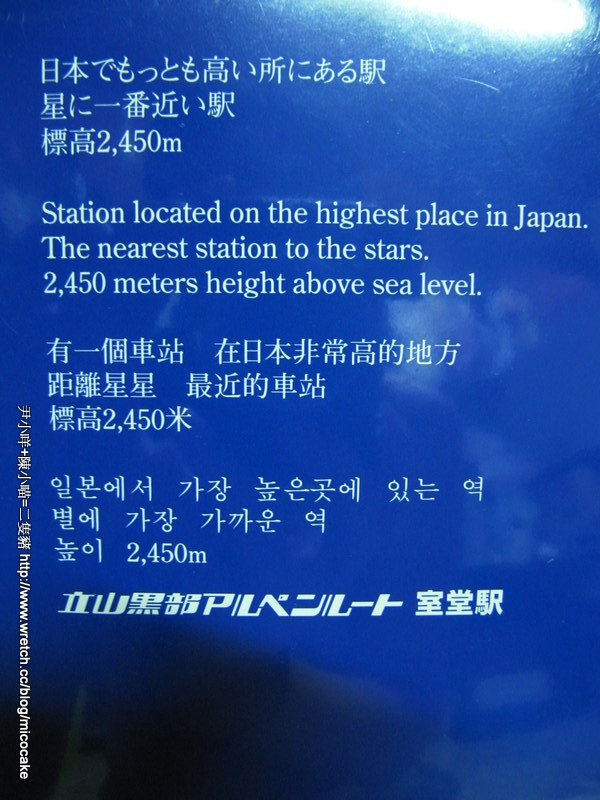 日本でもっとも高い所にある駅
星に一番近い駅
標高2,450m
Station located on the highest place in Japan.
The nearest station to the stars.
2,450 meters height above sea level.
有一個車站　在日本非常高的地方
距離星星　最近的車站
標高2,450米
일본에서 가장 높은곳에 있는 역
별에 가장 가까운 역
높이 2,450m
立山黒部アルペンルート 室堂駅
尹小咩+陳小喵=二隻豬 http://www.wretch.cc/blog/micocake